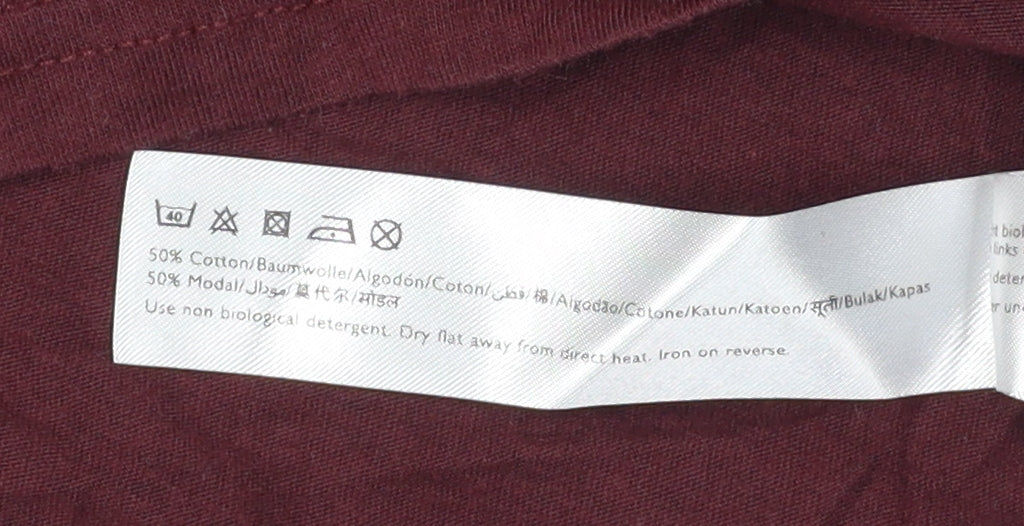 40
50% Cotton/Baumwolle/Algodón/Coton/قطن/棉/Algodão/Cotone/Katun/Katoen/सूती/Bulak/Kapas
50% Modal/مودال/莫代尔/मोडल
Use non biological detergent. Dry flat away from direct heat. Iron on reverse.